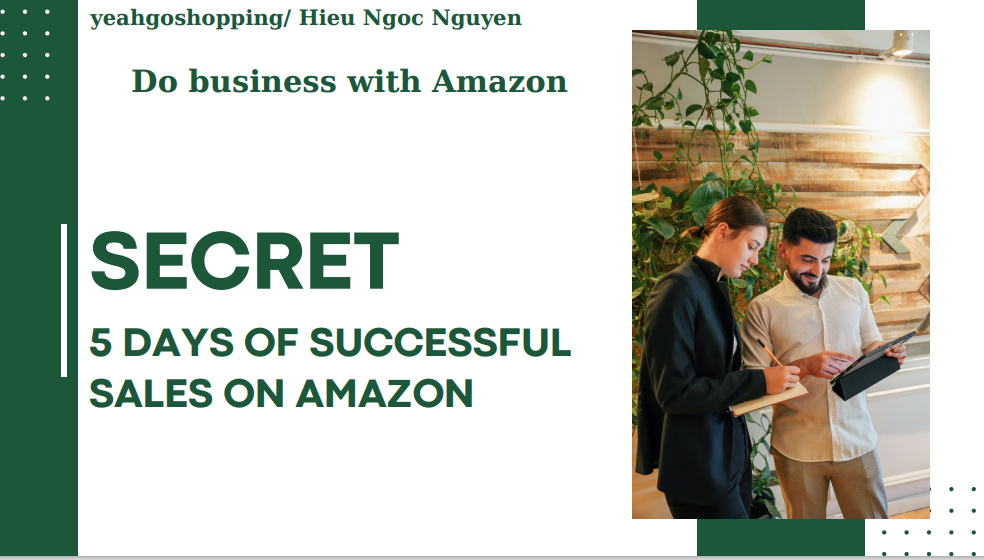 yeahgoshopping/ Hieu Ngoc Nguyen
Do business with Amazon
SECRET
5 DAYS OF SUCCESSFUL
SALES ON AMAZON